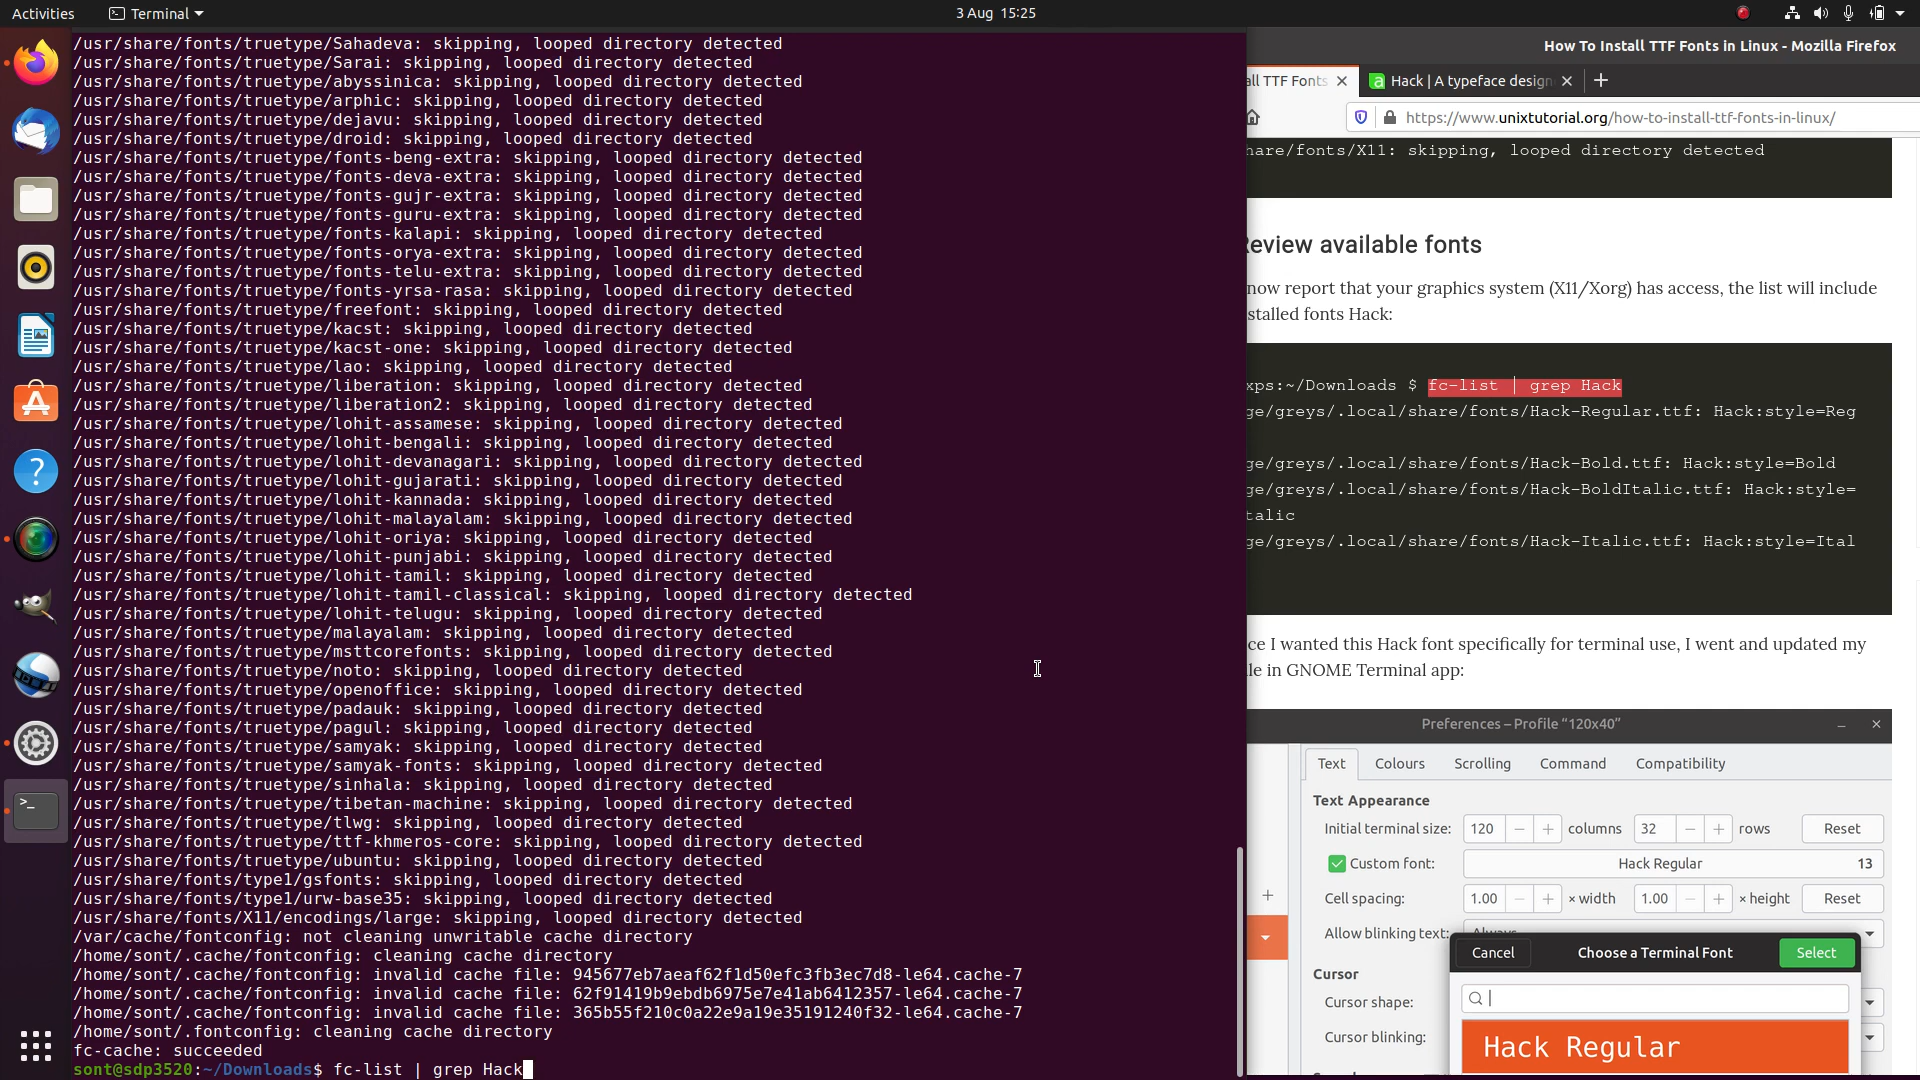 Activities
Terminal
3 Aug 15:25
/usr/share/fonts/truetype/Sahadeva: skipping, looped directory detected
/usr/share/fonts/truetype/Sarai: skipping, looped directory detected
/usr/share/fonts/truetype/abyssinica: skipping, looped directory detected
/usr/share/fonts/truetype/arphic: skipping, looped directory detected
/usr/share/fonts/truetype/dejavu: skipping, looped directory detected
/usr/share/fonts/truetype/droid: skipping, looped directory detected
/usr/share/fonts/truetype/fonts-beng-extra: skipping, looped directory detected
/usr/share/fonts/truetype/fonts-deva-extra: skipping, looped directory detected
/usr/share/fonts/truetype/fonts-gujr-extra: skipping, looped directory detected
/usr/share/fonts/truetype/fonts-guru-extra: skipping, looped directory detected
/usr/share/fonts/truetype/fonts-kalapi: skipping, looped directory detected
/usr/share/fonts/truetype/fonts-orya-extra: skipping, looped directory detected
/usr/share/fonts/truetype/fonts-telu-extra: skipping, looped directory detected
/usr/share/fonts/truetype/fonts-yrsa-rasa: skipping, looped directory detected
/usr/share/fonts/truetype/freefont: skipping, looped directory detected
/usr/share/fonts/truetype/kacst: skipping, looped directory detected
/usr/share/fonts/truetype/kacst-one: skipping, looped directory detected
/usr/share/fonts/truetype/lao: skipping, looped directory detected
/usr/share/fonts/truetype/liberation: skipping, looped directory detected
/usr/share/fonts/truetype/liberation2: skipping, looped directory detected
/usr/share/fonts/truetype/lohit-assamese: skipping, looped directory detected
/usr/share/fonts/truetype/lohit-bengali: skipping, looped directory detected
/usr/share/fonts/truetype/lohit-devanagari: skipping, looped directory detected
/usr/share/fonts/truetype/lohit-gujarati: skipping, looped directory detected
/usr/share/fonts/truetype/lohit-kannada: skipping, looped directory detected
/usr/share/fonts/truetype/lohit-malayalam: skipping, looped directory detected
/usr/share/fonts/truetype/lohit-oriya: skipping, looped directory detected
/usr/share/fonts/truetype/lohit-punjabi: skipping, looped directory detected
/usr/share/fonts/truetype/lohit-tamil: skipping, looped directory detected
/usr/share/fonts/truetype/lohit-tamil-classical: skipping, looped directory detected
/usr/share/fonts/truetype/lohit-telugu: skipping, looped directory detected
/usr/share/fonts/truetype/malayalam: skipping, looped directory detected
/usr/share/fonts/truetype/msttcorefonts: skipping, looped directory detected
/usr/share/fonts/truetype/noto: skipping, looped directory detected
/usr/share/fonts/truetype/openoffice: skipping, looped directory detected
/usr/share/fonts/truetype/padauk: skipping, looped directory detected
/usr/share/fonts/truetype/pagul: skipping, looped directory detected
/usr/share/fonts/truetype/samyak: skipping, looped directory detected
/usr/share/fonts/truetype/samyak-fonts: skipping, looped directory detected
/usr/share/fonts/truetype/sinhala: skipping, looped directory detected
/usr/share/fonts/truetype/tibetan-machine: skipping, looped directory detected
/usr/share/fonts/truetype/tlwg: skipping, looped directory detected
/usr/share/fonts/truetype/ttf-khmeros-core: skipping, looped directory detected
/usr/share/fonts/truetype/ubuntu: skipping, looped directory detected
/usr/share/fonts/type1/gsfonts: skipping, looped directory detected
/usr/share/fonts/type1/urw-base35: skipping, looped directory detected
/usr/share/fonts/X11/encodings/large: skipping, looped directory detected
/var/cache/fontconfig: not cleaning unwritable cache directory
/home/sont/.cache/fontconfig: cleaning cache directory
/home/sont/.cache/fontconfig: invalid cache file: 945677eb7aeaf62f1d50efc3fb3ec7d8-le64.cache-7
/home/sont/.cache/fontconfig: invalid cache file: 62f91419b9ebdb6975e7e41ab6412357-le64.cache-7
/home/sont/.cache/fontconfig: invalid cache file: 365b55f210c0a22e9a19e35191240f32-le64.cache-7
/home/sont/.fontconfig: cleaning cache directory
fc-cache: succeeded
sont@sdp3520:~/Downloads$ fc-list | grep Hack
How To Install TTF Fonts in Linux - Mozilla Firefox
all TTF Fonts
Hack | A typeface design
https://www.unixtutorial.org/how-to-install-ttf-fonts-in-linux/
hare/fonts/X11: skipping, looped directory detected
Review available fonts
now report that your graphics system (X11/Xorg) has access, the list will include
stalled fonts Hack:
xps:~/Downloads $ fc-list | grep Hack
ge/greys/.local/share/fonts/Hack-Regular.ttf: Hack:style=Reg
ge/greys/.local/share/fonts/Hack-Bold.ttf: Hack:style=Bold
ge/greys/.local/share/fonts/Hack-BoldItalic.ttf: Hack:style=
talic
ge/greys/.local/share/fonts/Hack-Italic.ttf: Hack:style=Ital
ce I wanted this Hack font specifically for terminal use, I went and updated my
le in GNOME Terminal app:
Preferences – Profile “120x40”
Text Colours Scrolling Command Compatibility
Text Appearance
Initial terminal size: 120 − + columns 32 − + rows Reset
Custom font: Hack Regular 13
Cell spacing: 1.00 − + × width 1.00 − + × height Reset
Allow blinking text: Always
Cancel Choose a Terminal Font Select
Cursor
Cursor shape:
Cursor blinking:
Hack Regular